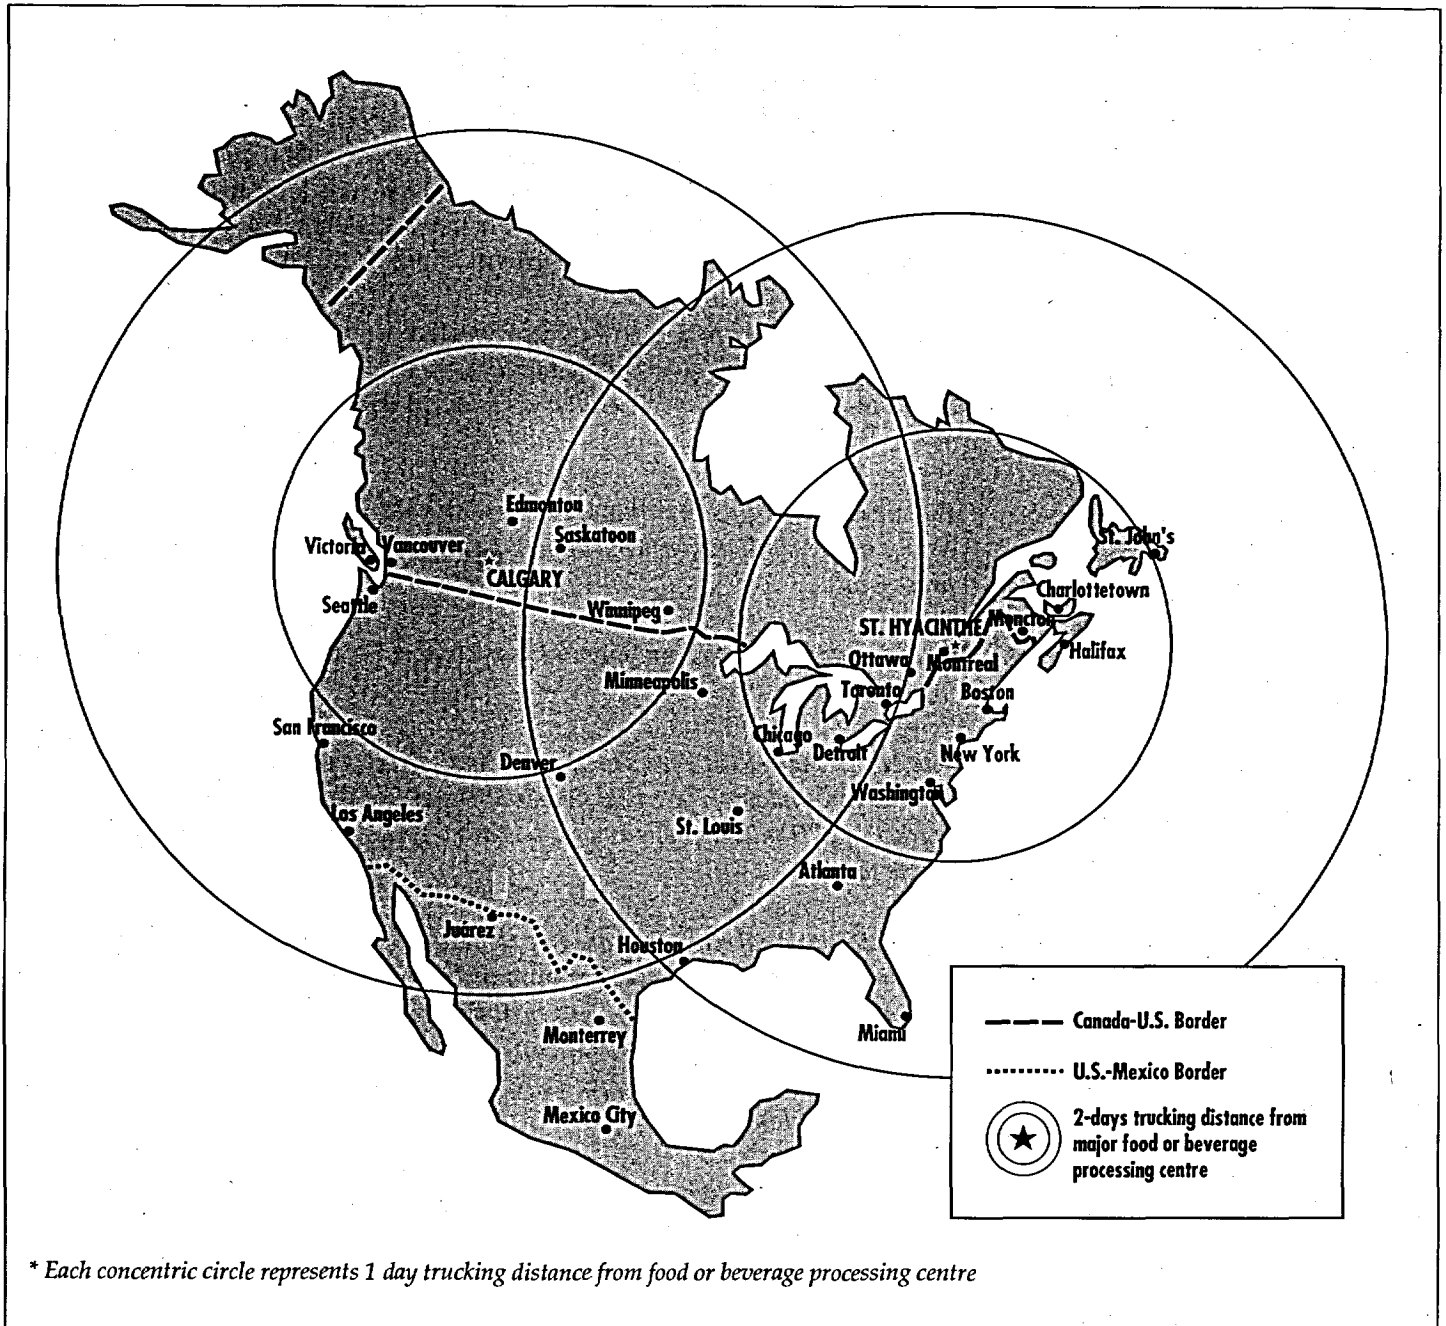 Edmonton
Saskatoon
Victoria
Vancouver
CALGARY
Seattle
Winnipeg
St. John's
Charlottetown
Moncton
ST. HYACINTHE
Halifax
Ottawa
Montreal
Minneapolis
Toronto
Boston
San Francisco
Chicago
Detroit
New York
Denver
Washington
Los Angeles
St. Louis
Atlanta
Juárez
Houston
Monterrey
Miami
Mexico City
Canada-U.S. Border
U.S.-Mexico Border
2-days trucking distance from
major food or beverage
processing centre
* Each concentric circle represents 1 day trucking distance from food or beverage processing centre